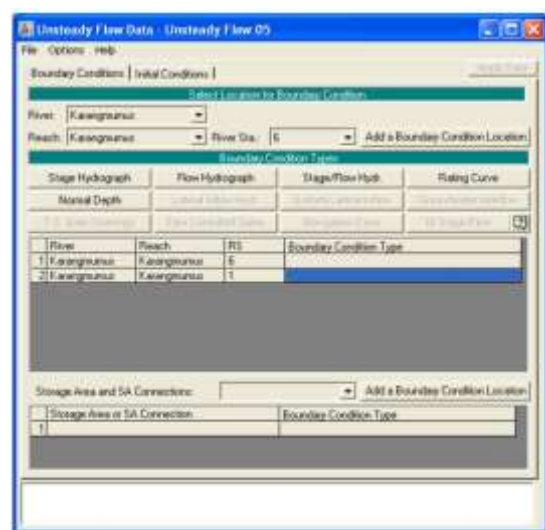 Unsteady Flow Data - Unsteady Flow 05
File Options Help
Boundary Conditions Initial Conditions Apply Data
Select Location for Boundary Condition
River: Karangmumus
Reach: Karangmumus River Sta.: 6 Add a Boundary Condition Location
Boundary Condition Types
Stage Hydrograph Flow Hydrograph Stage/Flow Hydr. Rating Curve
Normal Depth
River Reach RS Boundary Condition Type
1 Karangmumus Karangmumus 6
2 Karangmumus Karangmumus 1
Storage Area and SA Connections: Add a Boundary Condition Location
Storage Area or SA Connection Boundary Condition Type
1